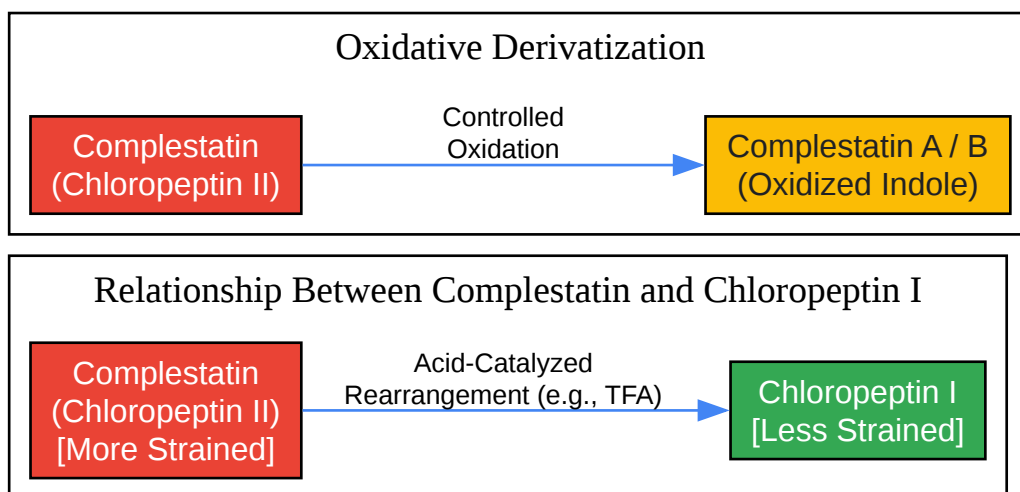 Oxidative Derivatization
Complestatin
(Chloropeptin II)
Controlled
Oxidation
Complestatin A / B
(Oxidized Indole)
Relationship Between Complestatin and Chloropeptin I
Complestatin
(Chloropeptin II)
[More Strained]
Acid-Catalyzed
Rearrangement (e.g., TFA)
Chloropeptin I
[Less Strained]